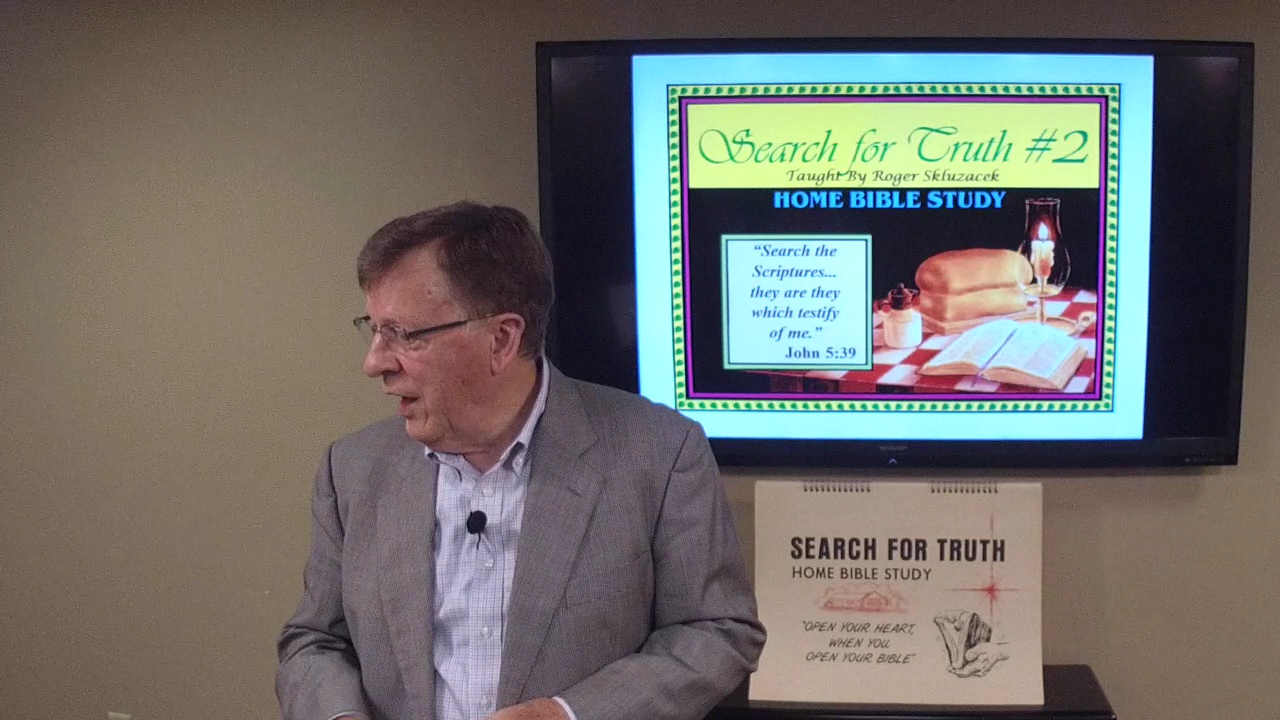 Search for Truth #2
Taught By Roger Skluzacek
HOME BIBLE STUDY
"Search the
Scriptures...
they are they
which testify
of me."
John 5:39
SHARP
SEARCH FOR TRUTH
HOME BIBLE STUDY
"OPEN YOUR HEART,
WHEN YOU
OPEN YOUR BIBLE"